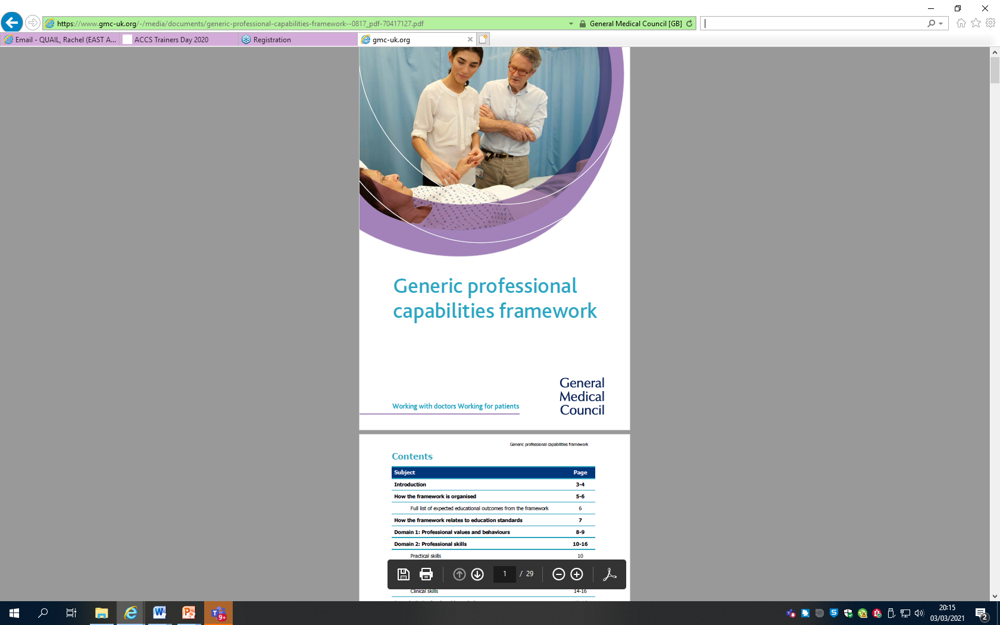 https://www.gmc-uk.org/-/media/documents/generic-professional-capabilities-framework--0817_pdf-70417127.pdf
General Medical Council [GB]
Email - QUAIL, Rachel (EAST A...
ACCS Trainers Day 2020
Registration
gmc-uk.org
Generic professional
capabilities framework
General
Medical
Council
Working with doctors Working for patients
Generic professional capabilities framework
Contents
Subject Page
Introduction 3-4
How the framework is organised 5-6
Full list of expected educational outcomes from the framework 6
How the framework relates to education standards 7
Domain 1: Professional values and behaviours 8-9
Domain 2: Professional skills 10-16
Practical skills 10
1 / 29
Clinical skills 14-16
9+
20:15
03/03/2021
2